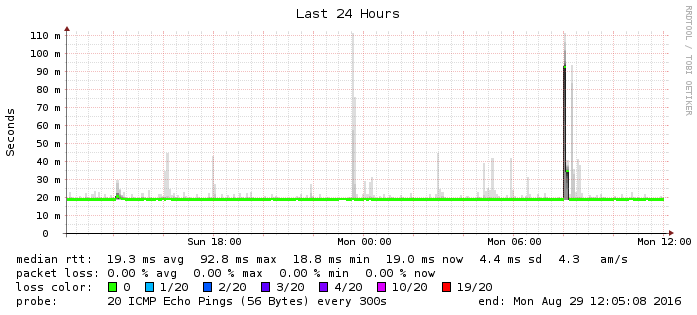 Last 24 Hours
RRDTOOL / TOBI OETIKER
Seconds
110 m
100 m
90 m
80 m
70 m
60 m
50 m
40 m
30 m
20 m
10 m
0
Sun 18:00 Mon 00:00 Mon 06:00 Mon 12:00
median rtt: 19.3 ms avg 92.8 ms max 18.8 ms min 19.0 ms now 4.4 ms sd 4.3 am/s
packet loss: 0.00 % avg 0.00 % max 0.00 % min 0.00 % now
loss color: 0 1/20 2/20 3/20 4/20 10/20 19/20
probe: 20 ICMP Echo Pings (56 Bytes) every 300s end: Mon Aug 29 12:05:08 2016